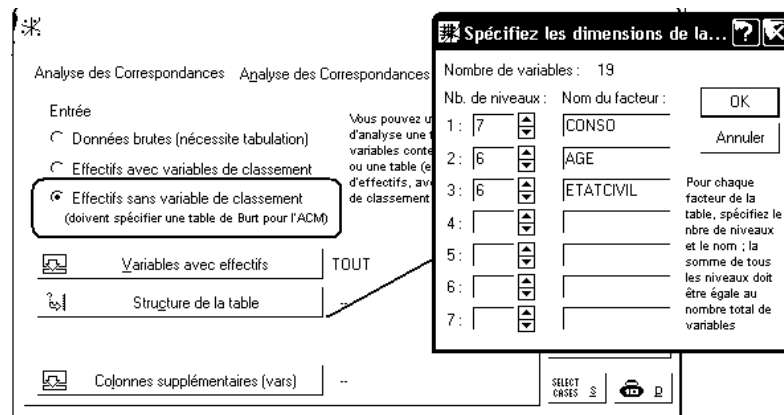 Analyse des Correspondances Analyse des Correspondances
Entrée
Données brutes (nécessite tabulation)
Effectifs avec variables de classement
Effectifs sans variable de classement
(doivent spécifier une table de Burt pour l'ACM)
Vous pouvez
d'analyse une
variables
ou une table
d'effectifs,
de classement
Variables avec effectifs TOUT
Structure de la table --
Colonnes supplémentaires (vars) --
SELECT
CASES S D
Spécifiez les dimensions de la...
Nombre de variables : 19
Nb. de niveaux : Nom du facteur :
1 : 7 CONSO
2 : 6 AGE
3 : 6 ETATCIVIL
4 :
5 :
6 :
7 :
OK
Annuler
Pour chaque
facteur de la
table, spécifiez le
nbre de niveaux
et le nom ; la
somme de tous
les niveaux doit
être égale au
nombre total de
variables